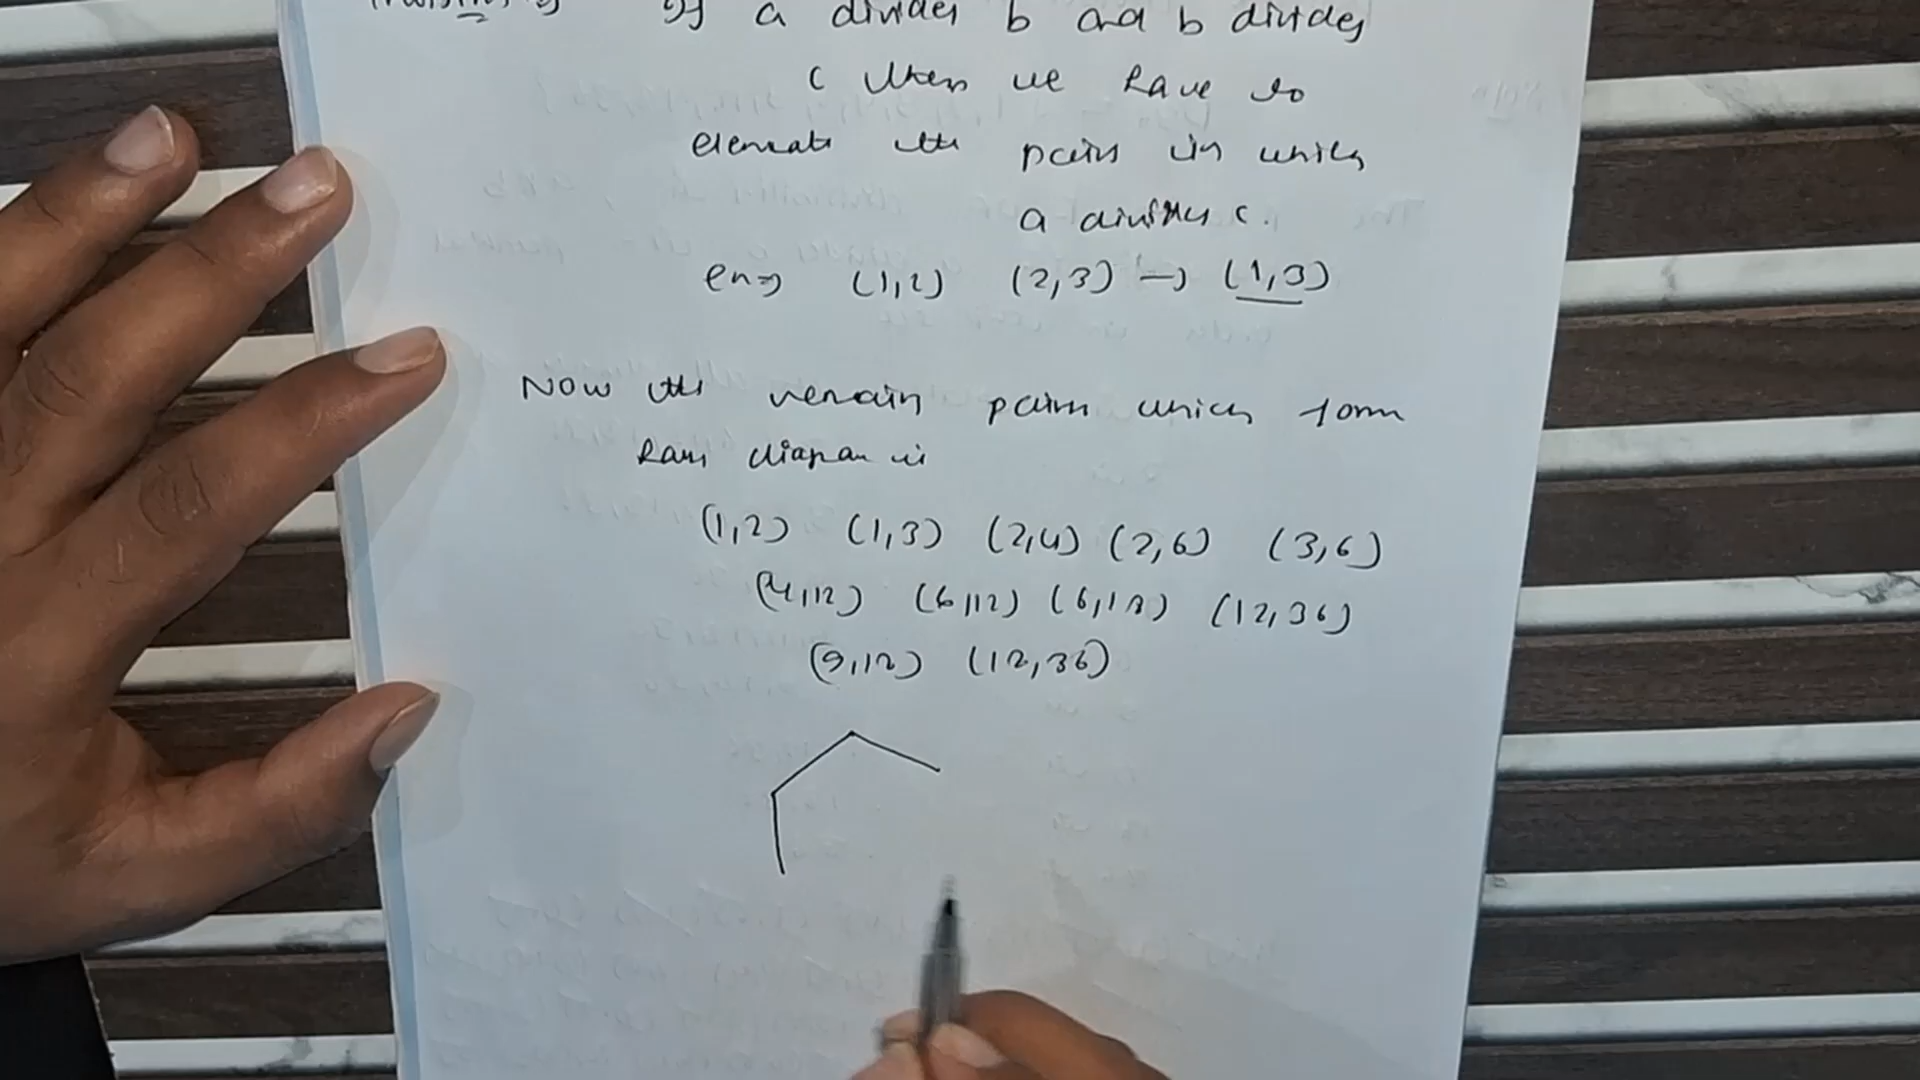 If a divides b and b divides
c then we have to
elemate the pairs in which
a divides c.
en⇒ (1,2) (2,3) → (1,3)
Now the remain pairs which form
hass diagram is
(1,2) (1,3) (2,4) (2,6) (3,6)
(4,12) (6,12) (6,18) (12,36)
(9,12) (12,36)